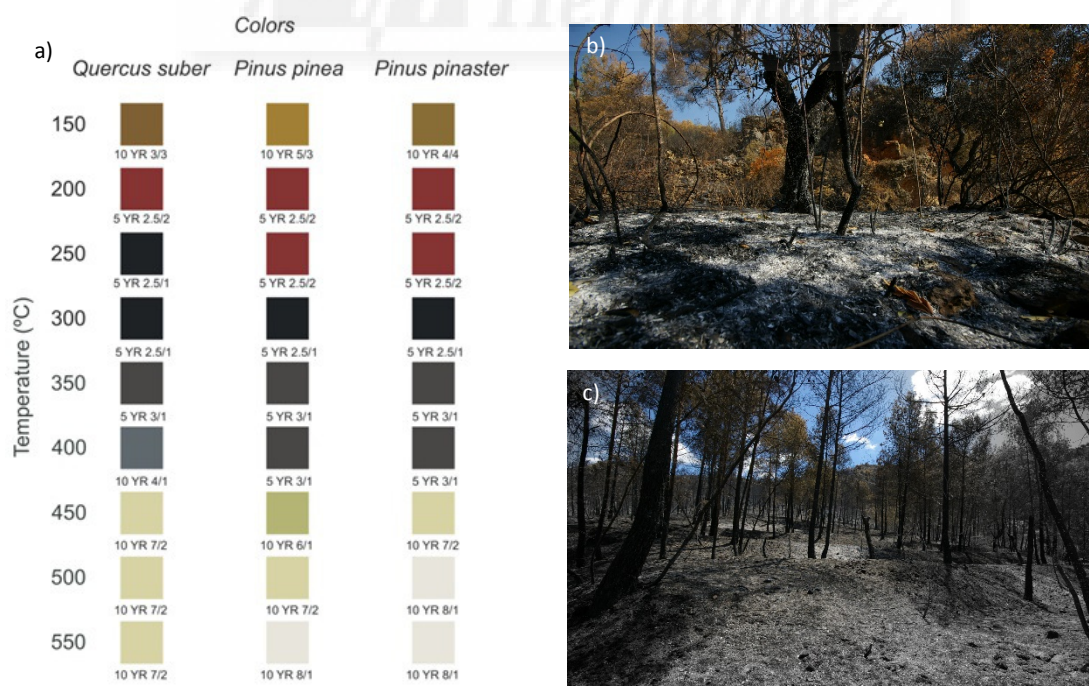 Hernandez
Colors
a)
Quercus suber Pinus pinea Pinus pinaster
150
10 YR 3/3 10 YR 5/3 10 YR 4/4
200
5 YR 2.5/2 5 YR 2.5/2 5 YR 2.5/2
250
5 YR 2.5/1 5 YR 2.5/2 5 YR 2.5/2
300
5 YR 2.5/1 5 YR 2.5/1 5 YR 2.5/1
350
5 YR 3/1 5 YR 3/1 5 YR 3/1
400
10 YR 4/1 5 YR 3/1 5 YR 3/1
450
10 YR 7/2 10 YR 6/1 10 YR 7/2
500
10 YR 7/2 10 YR 7/2 10 YR 8/1
550
10 YR 7/2 10 YR 8/1 10 YR 8/1
Temperature (ºC)
b)
c)